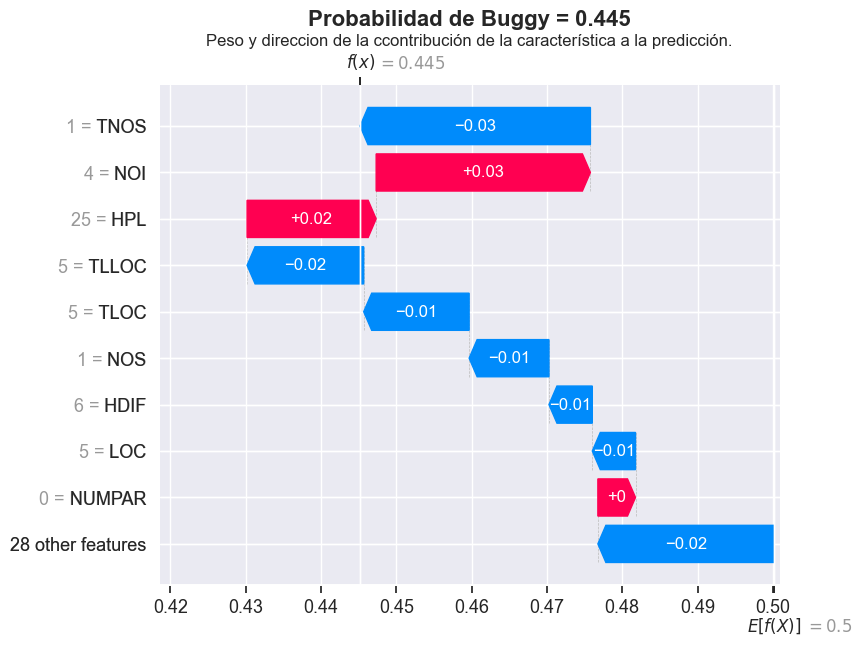 Probabilidad de Buggy = 0.445
Peso y direccion de la ccontribución de la característica a la predicción.
f(x) = 0.445
1 = TNOS −0.03
4 = NOI +0.03
25 = HPL +0.02
5 = TLLOC −0.02
5 = TLOC −0.01
1 = NOS −0.01
6 = HDIF −0.01
5 = LOC −0.01
0 = NUMPAR +0
28 other features −0.02
0.42 0.43 0.44 0.45 0.46 0.47 0.48 0.49 0.50
E[f(X)] = 0.5